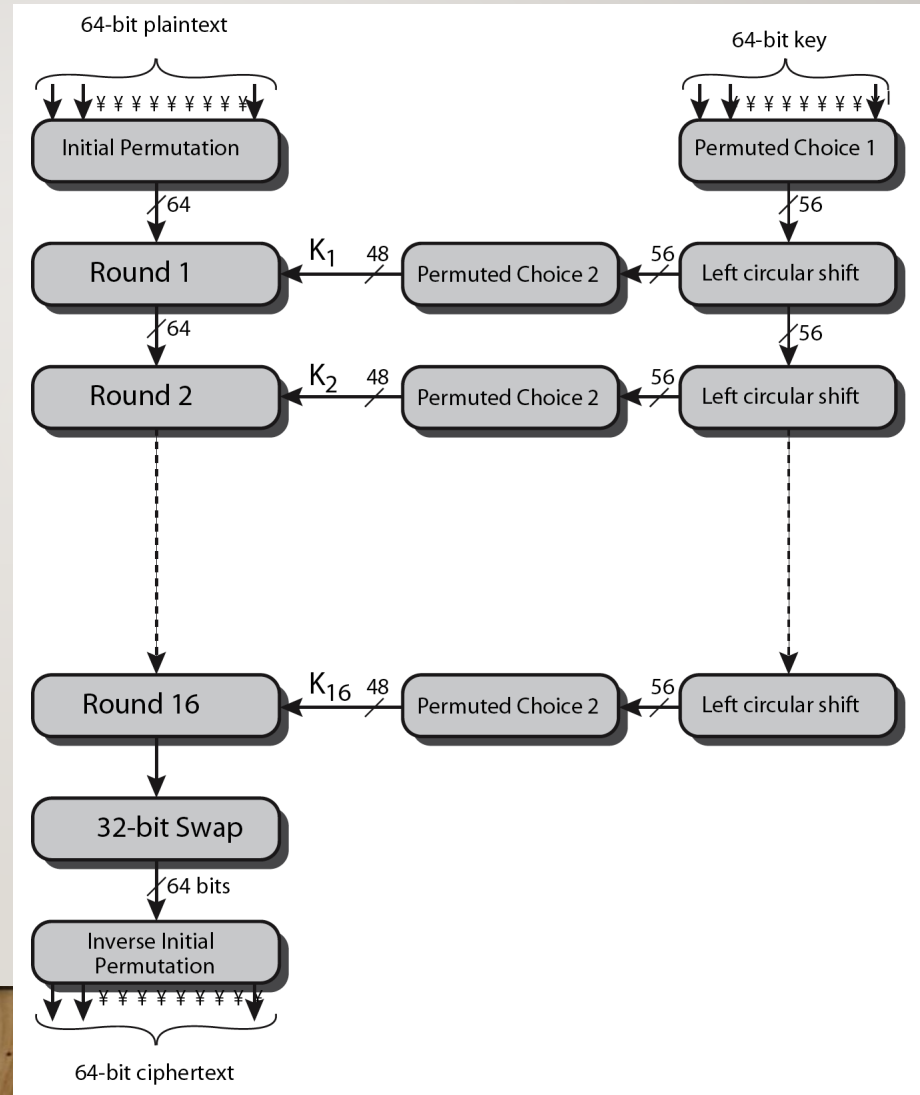 64-bit plaintext
64-bit key
¥ ¥ ¥ ¥ ¥ ¥ ¥ ¥ ¥
¥ ¥ ¥ ¥ ¥ ¥ ¥ ¥
Initial Permutation
Permuted Choice 1
64
56
Round 1
K1
48
Permuted Choice 2
56
Left circular shift
64
56
Round 2
K2
48
Permuted Choice 2
56
Left circular shift
Round 16
K16
48
Permuted Choice 2
56
Left circular shift
32-bit Swap
64 bits
Inverse Initial
Permutation
¥ ¥ ¥ ¥ ¥ ¥ ¥ ¥ ¥
64-bit ciphertext